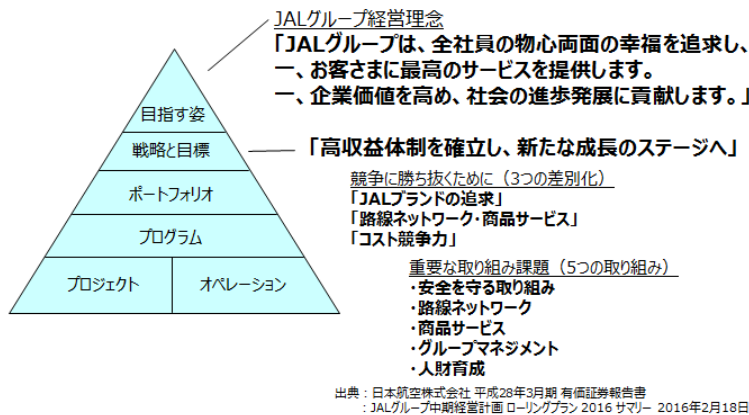 JALグループ経営理念
「JALグループは、全社員の物心両面の幸福を追求し、
一、お客さまに最高のサービスを提供します。
一、企業価値を高め、社会の進歩発展に貢献します。」
目指す姿
戦略と目標
「高収益体制を確立し、新たな成長のステージへ」
ポートフォリオ
競争に勝ち抜くために（3つの差別化）
「JALブランドの追求」
「路線ネットワーク・商品サービス」
「コスト競争力」
プログラム
プロジェクト
オペレーション
重要な取り組み課題（5つの取り組み）
・安全を守る取り組み
・路線ネットワーク
・商品サービス
・グループマネジメント
・人財育成
出典：日本航空株式会社 平成28年3月期 有価証券報告書
：JALグループ中期経営計画 ローリングプラン 2016 サマリー 2016年2月18日